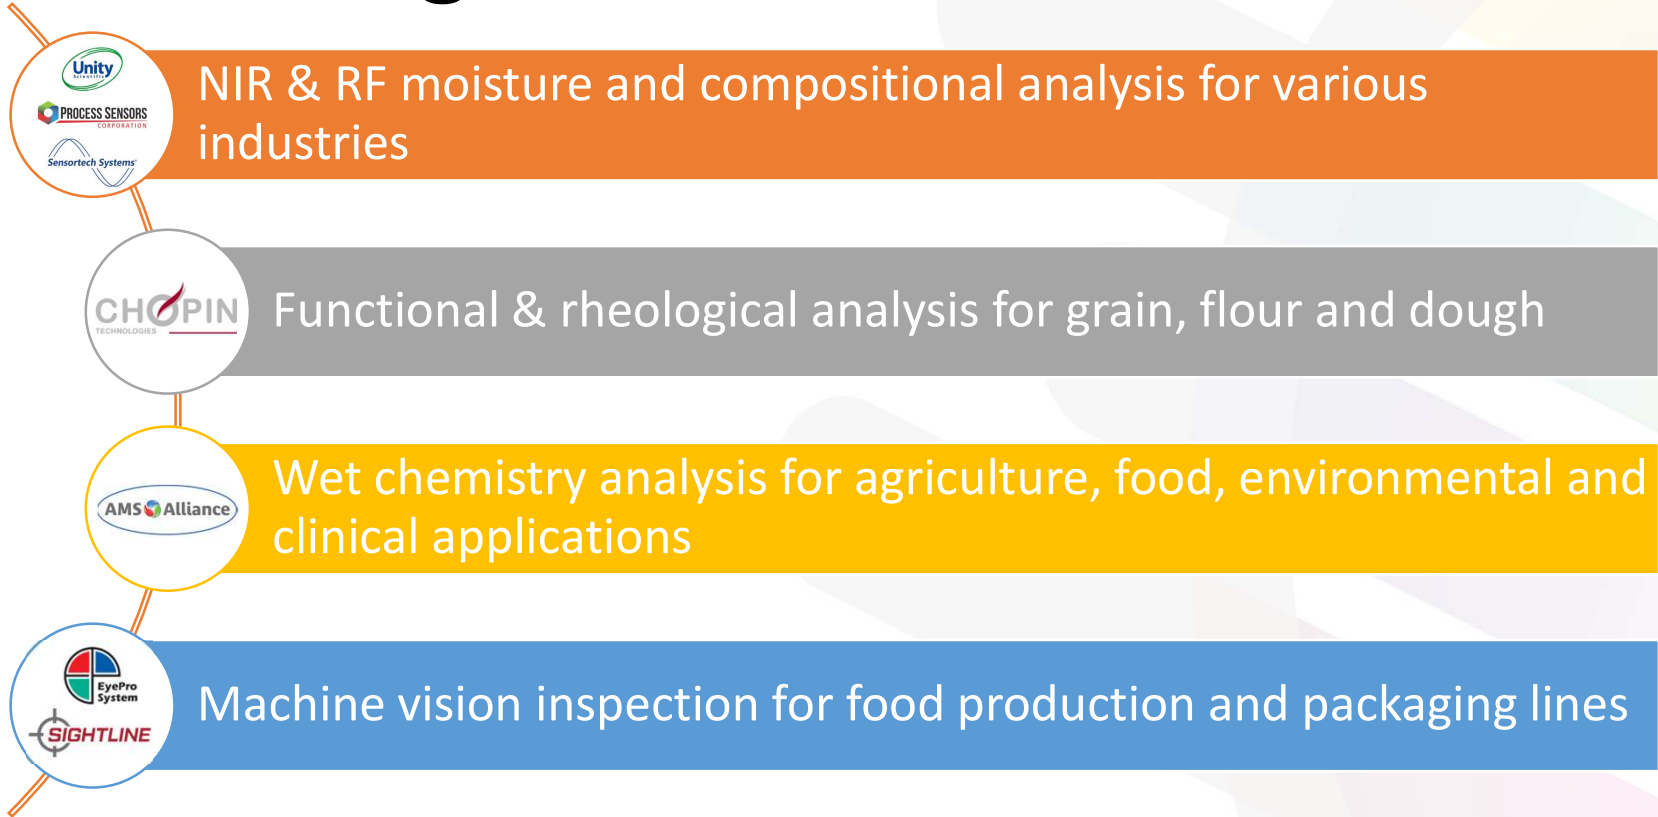 Unity
Scientific
PROCESS SENSORS
CORPORATION
Sensortech Systems
NIR & RF moisture and compositional analysis for various
industries
CHOPIN
TECHNOLOGIES
Functional & rheological analysis for grain, flour and dough
AMS Alliance
Wet chemistry analysis for agriculture, food, environmental and
clinical applications
EyePro
System
SIGHTLINE
Machine vision inspection for food production and packaging lines